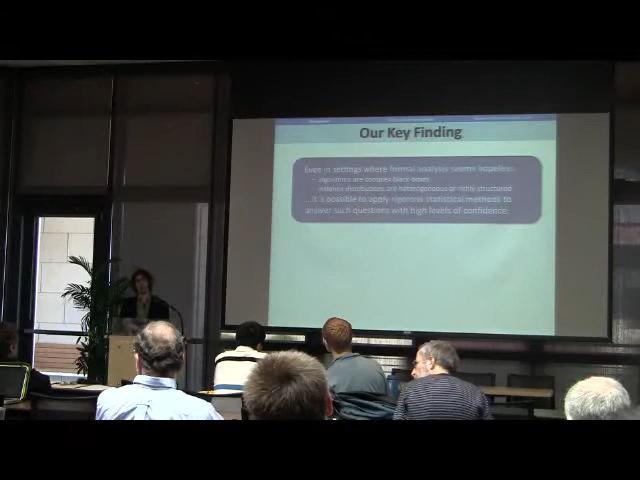 Our Key Finding
Even in settings where formal analysis seems hopeless:
– algorithms are complex black boxes
– instance distributions are heterogeneous or richly structured
...it is possible to apply rigorous statistical methods to
answer such questions with high levels of confidence.